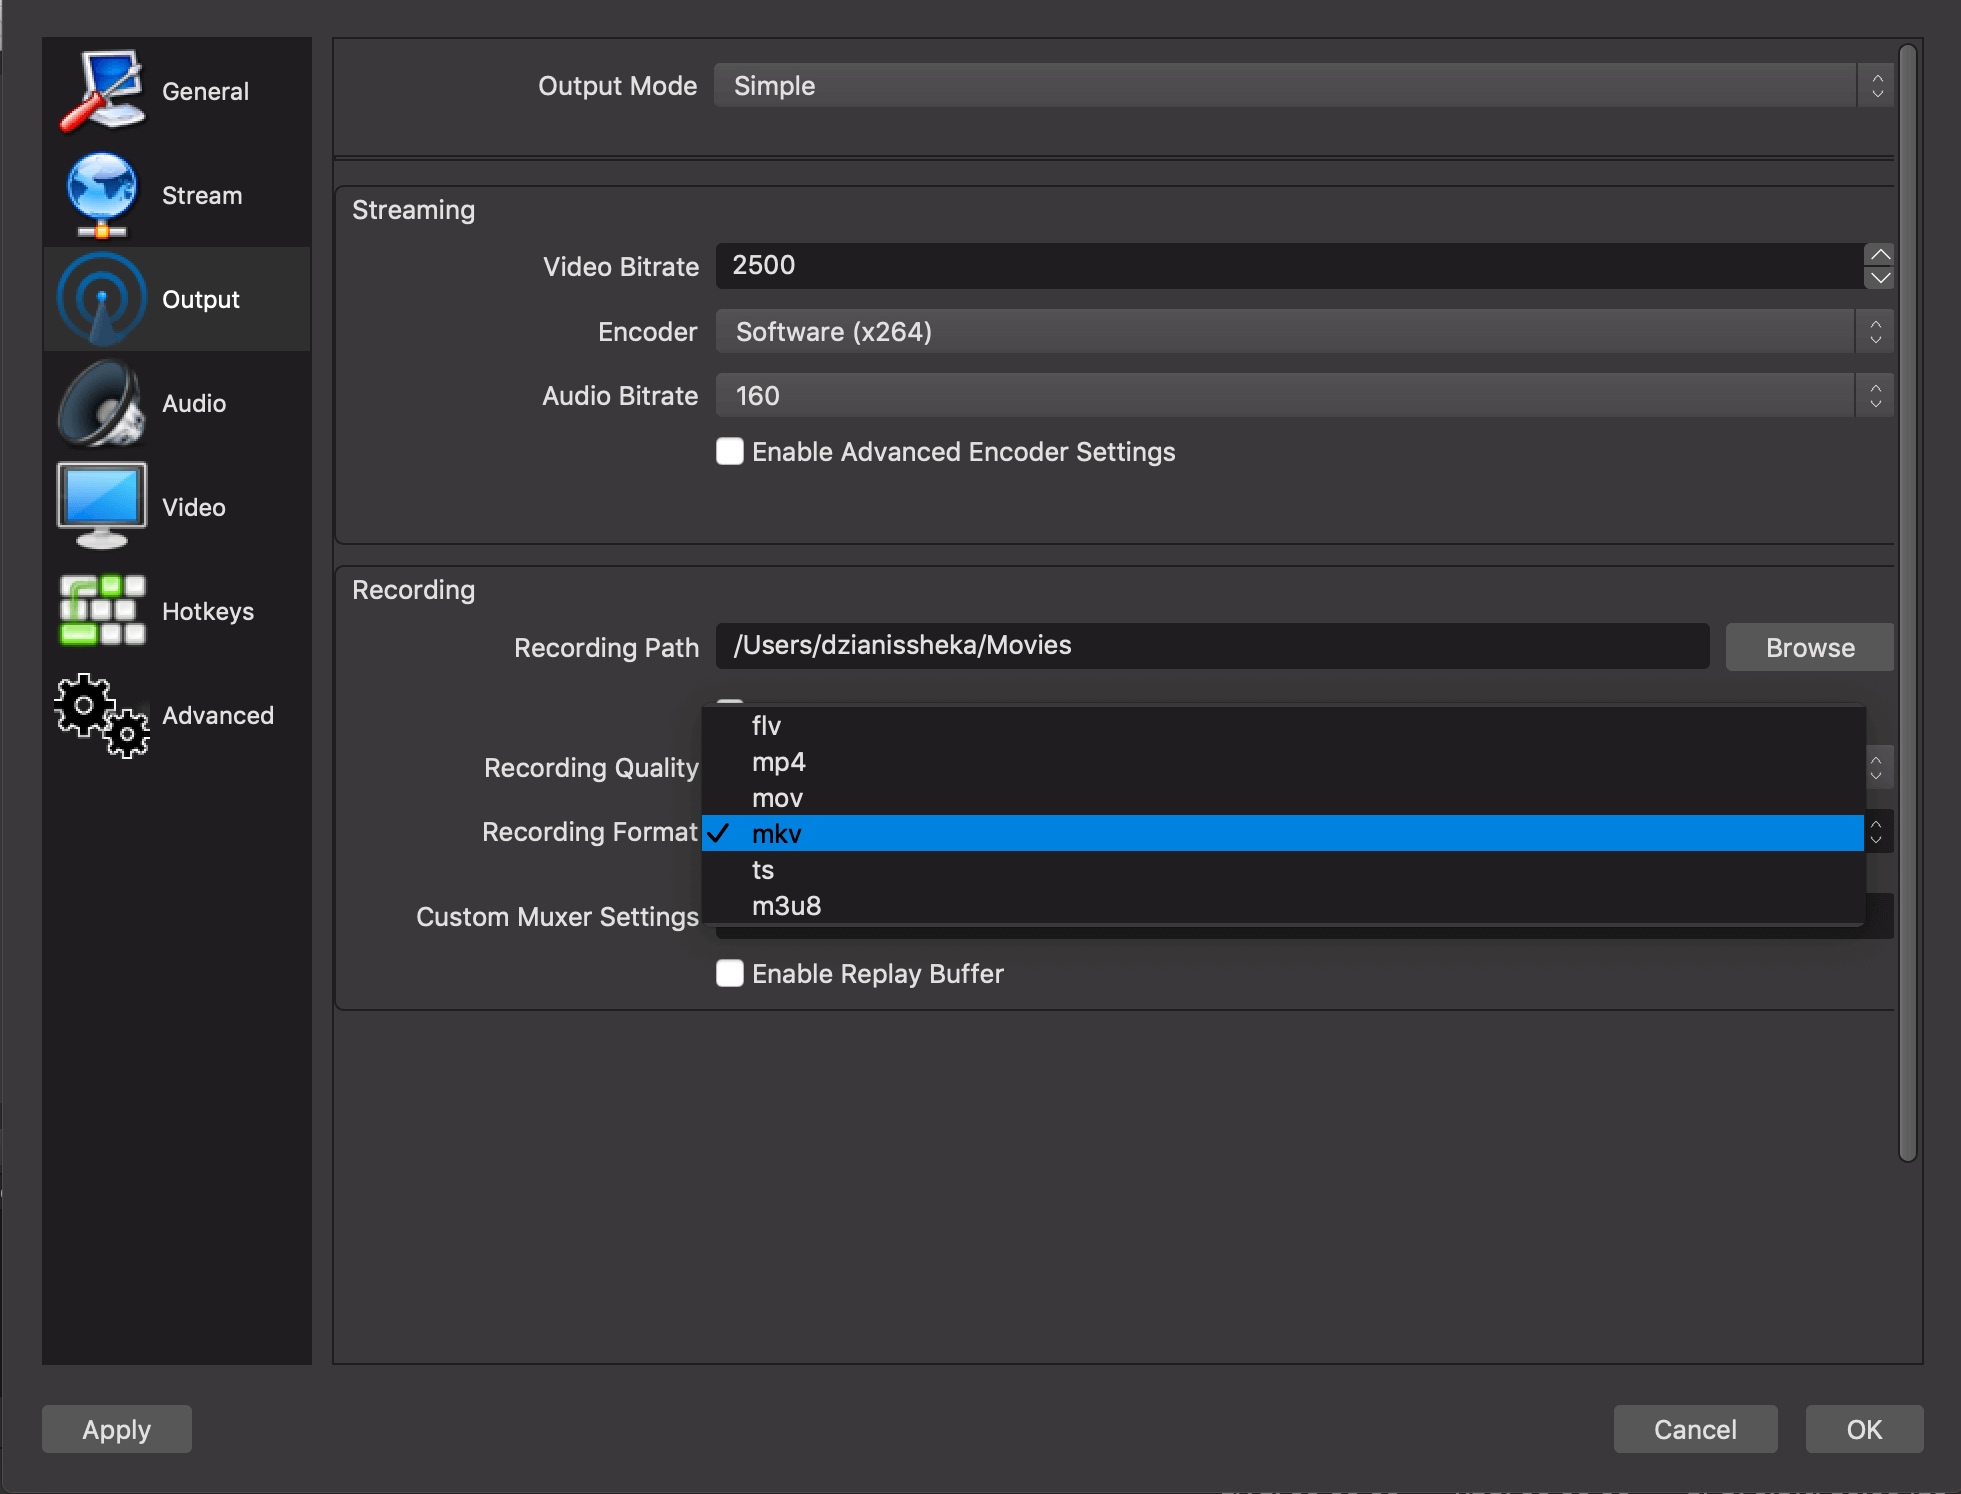 General
Stream
Output
Audio
Video
Hotkeys
Advanced
Output Mode Simple
Streaming
Video Bitrate 2500
Encoder Software (x264)
Audio Bitrate 160
Enable Advanced Encoder Settings
Recording
Recording Path /Users/dzianissheka/Movies Browse
flv
mp4
Recording Quality
mov
Recording Format ✓ mkv
ts
m3u8
Custom Muxer Settings
Enable Replay Buffer
Apply Cancel OK